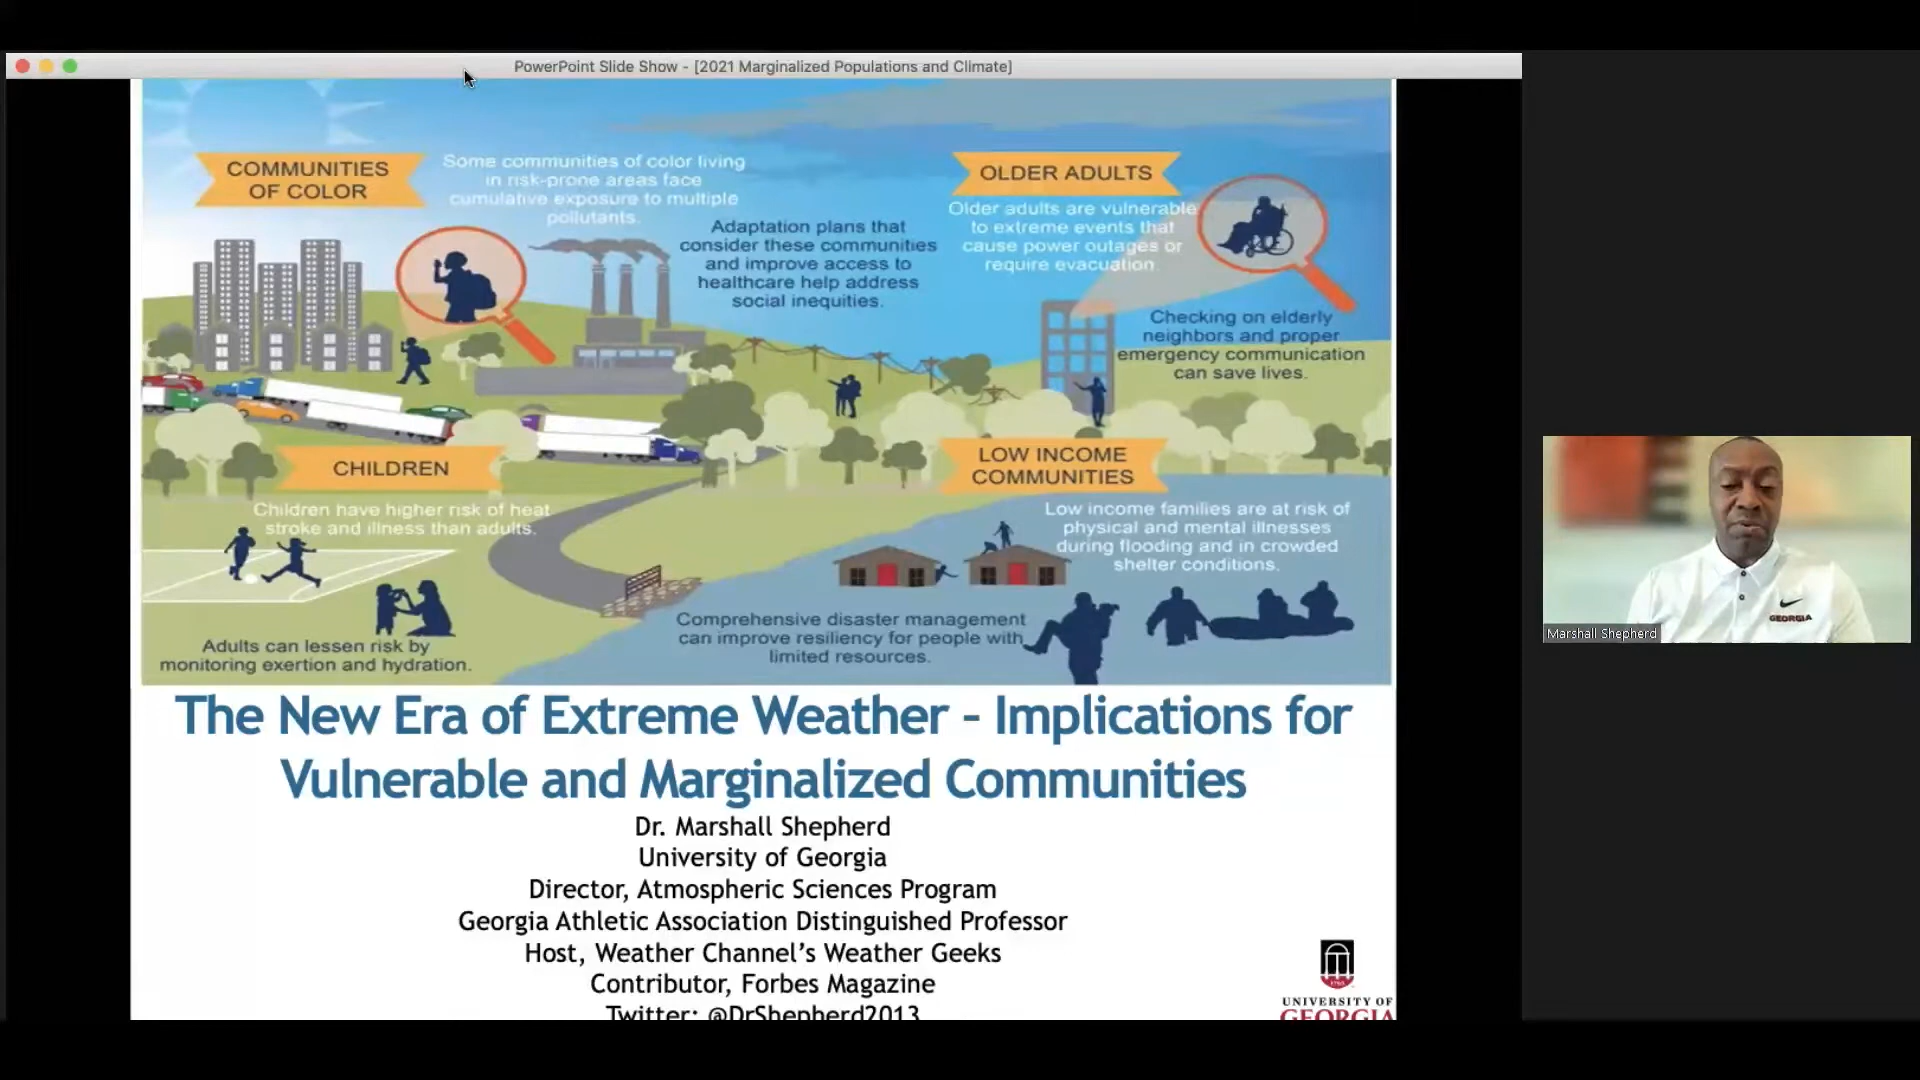 PowerPoint Slide Show - [2021 Marginalized Populations and Climate]
COMMUNITIES
OF COLOR
Some communities of color living
in risk-prone areas face
cumulative exposure to multiple
pollutants.
Adaptation plans that
consider these communities
and improve access to
healthcare help address
social inequities.
OLDER ADULTS
Older adults are vulnerable
to extreme events that
cause power outages or
require evacuation.
Checking on elderly
neighbors and proper
emergency communication
can save lives.
CHILDREN
Children have higher risk of heat
stroke and illness than adults.
Adults can lessen risk by
monitoring exertion and hydration.
LOW INCOME
COMMUNITIES
Low income families are at risk of
physical and mental illnesses
during flooding and in crowded
shelter conditions.
Comprehensive disaster management
can improve resiliency for people with
limited resources.
The New Era of Extreme Weather - Implications for
Vulnerable and Marginalized Communities
Dr. Marshall Shepherd
University of Georgia
Director, Atmospheric Sciences Program
Georgia Athletic Association Distinguished Professor
Host, Weather Channel's Weather Geeks
Contributor, Forbes Magazine
Twitter: @DrShepherd2013
1785
UNIVERSITY OF
GEORGIA
GEORGIA
Marshall Shepherd